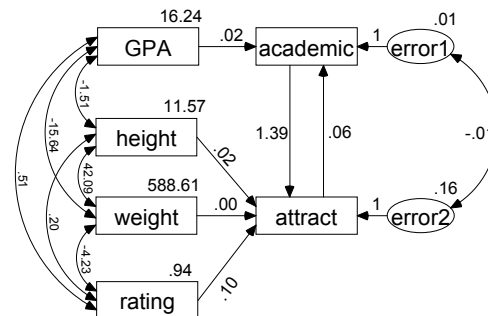 16.24
.01
GPA
.02
academic
1
error1
-1.51
11.57
-15.64
height
1.39
.06
-.01
.51
.02
42.09
588.61
.16
.20
weight
.00
attract
1
error2
-4.23
.94
.10
rating